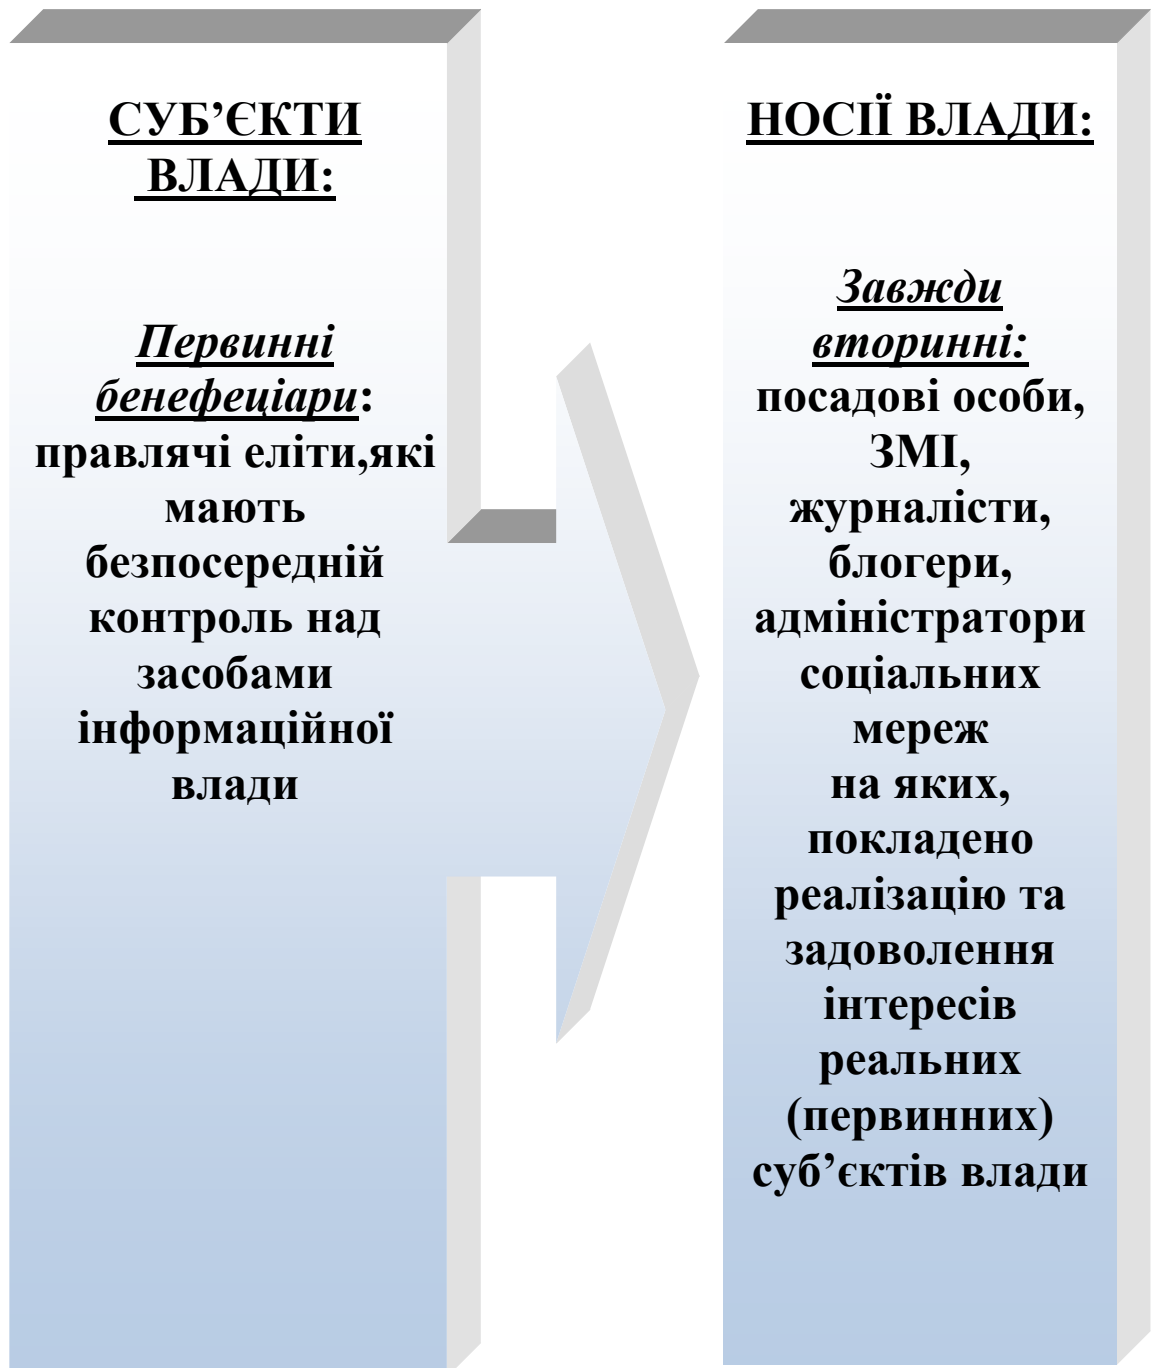 СУБ’ЄКТИ
ВЛАДИ:
Первинні
бенефеціари:
правлячі еліти,які
мають
безпосередній
контроль над
засобами
інформаційної
влади
НОСІЇ ВЛАДИ:
Завжди
вторинні:
посадові особи,
ЗМІ,
журналісти,
блогери,
адміністратори
соціальних
мереж
на яких,
покладено
реалізацію та
задоволення
інтересів
реальних
(первинних)
суб’єктів влади